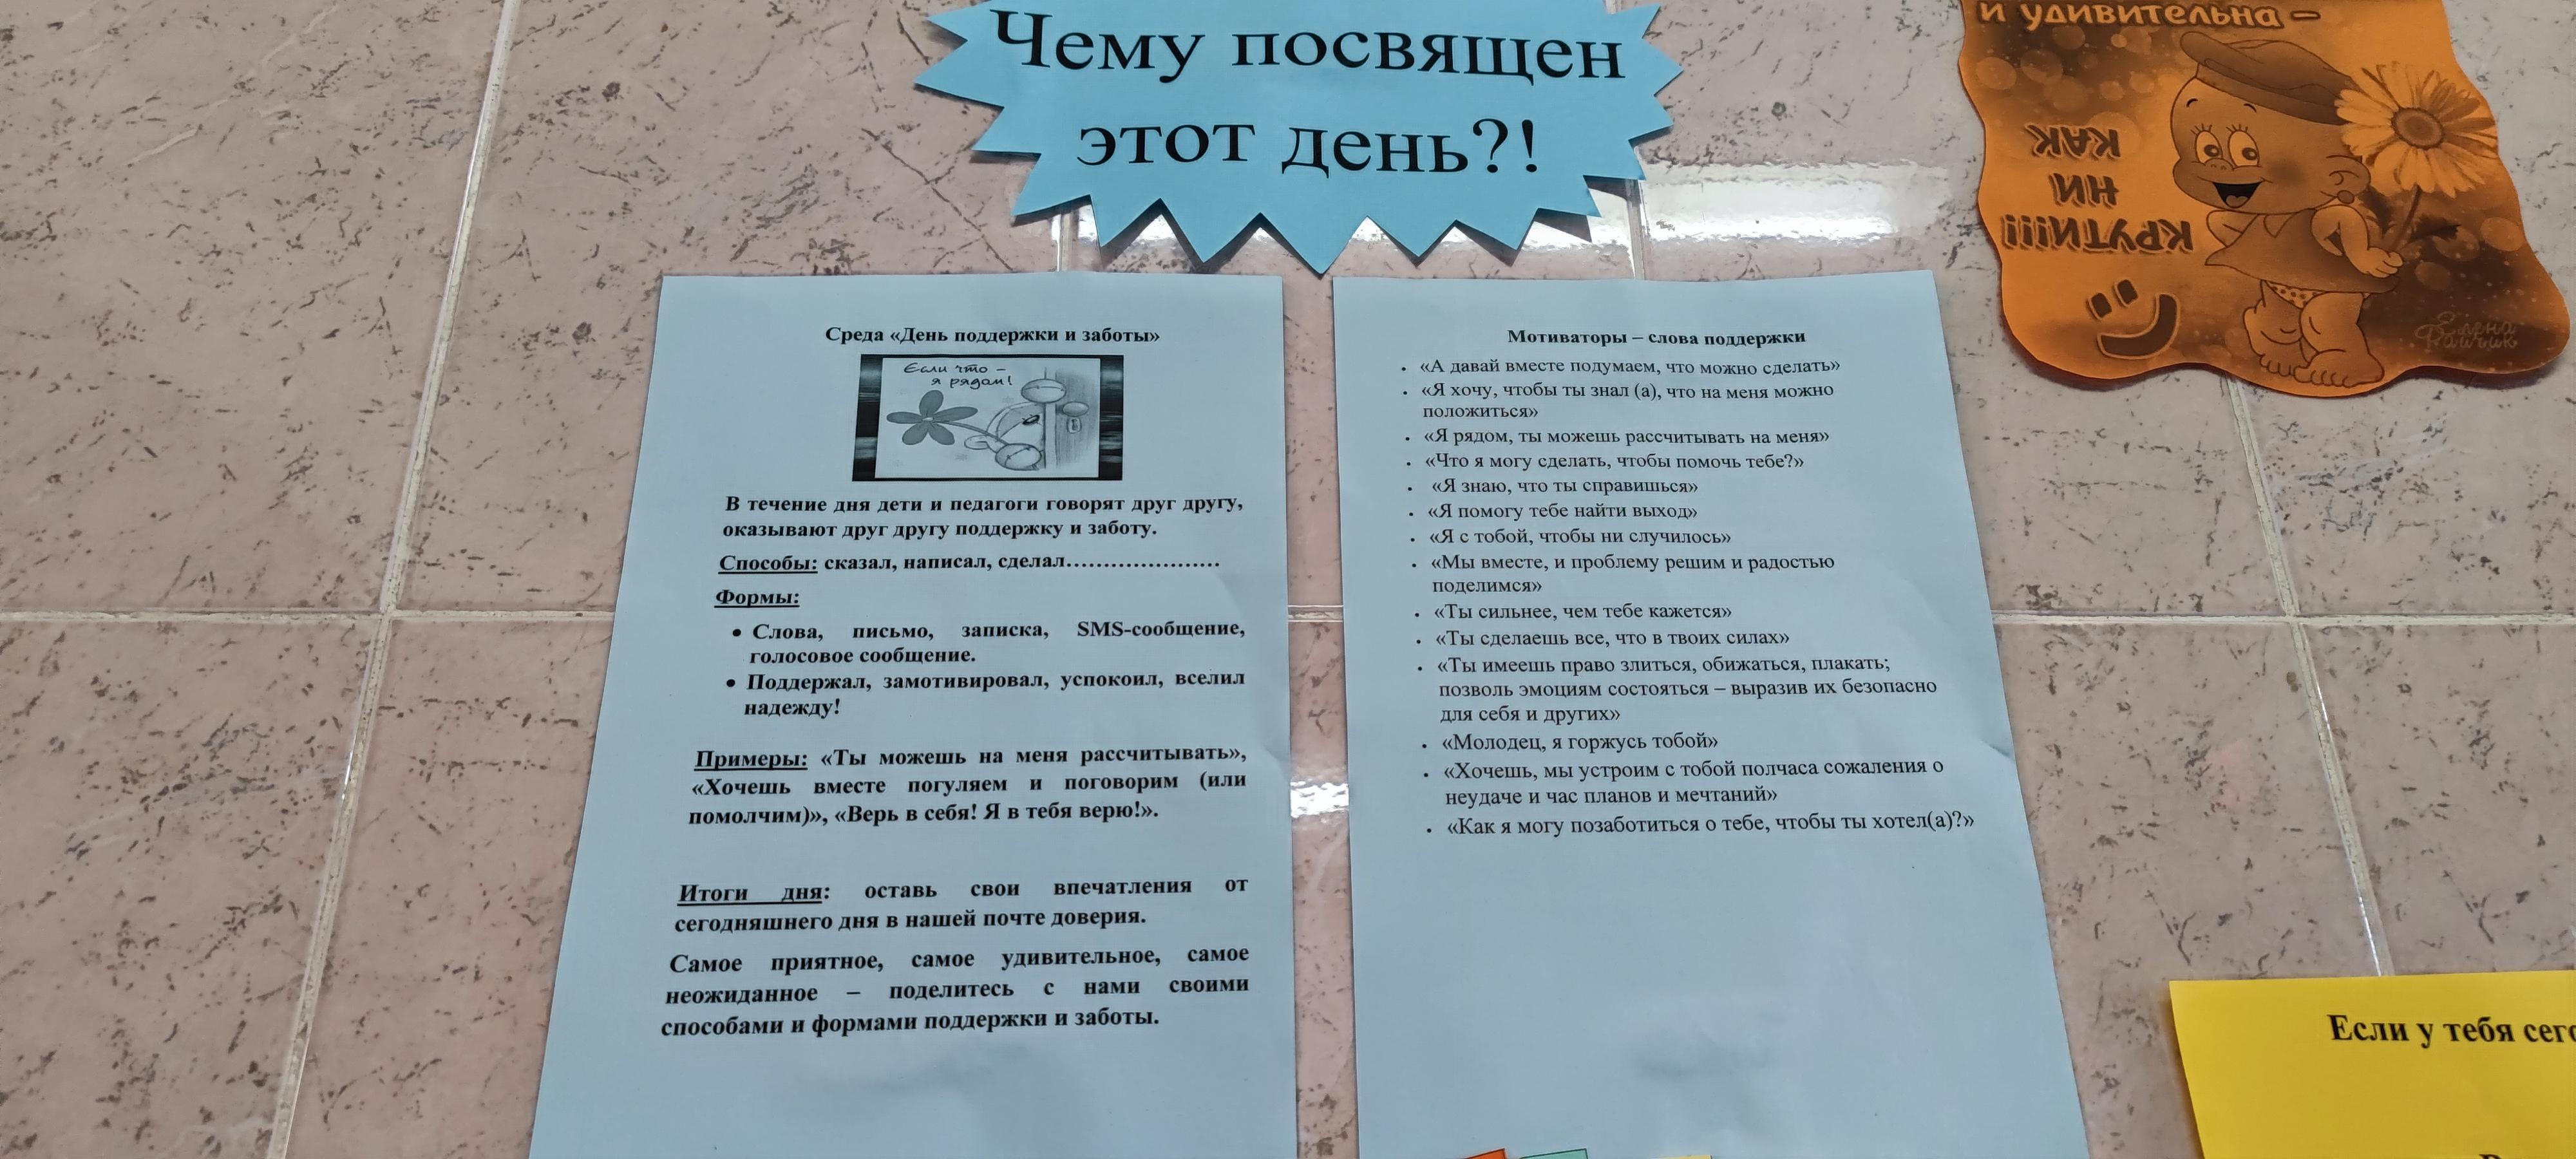 Чему посвящен
этот день?!
и удивительна –
КАК
НИ
КРУТИ!!!
Среда «День поддержки и заботы»
Если что –
я рядом!
В течение дня дети и педагоги говорят друг другу,
оказывают друг другу поддержку и заботу.
Способы: сказал, написал, сделал.....................
Формы:
• Слова, письмо, записка, SMS-сообщение,
голосовое сообщение.
• Поддержал, замотивировал, успокоил, вселил
надежду!
Примеры: «Ты можешь на меня рассчитывать»,
«Хочешь вместе погуляем и поговорим (или
помолчим)», «Верь в себя! Я в тебя верю!».
Итоги дня: оставь свои впечатления от
сегодняшнего дня в нашей почте доверия.
Самое приятное, самое удивительное, самое
неожиданное – поделитесь с нами своими
способами и формами поддержки и заботы.
Мотиваторы – слова поддержки
• «А давай вместе подумаем, что можно сделать»
• «Я хочу, чтобы ты знал (а), что на меня можно
положиться»
• «Я рядом, ты можешь рассчитывать на меня»
• «Что я могу сделать, чтобы помочь тебе?»
• «Я знаю, что ты справишься»
• «Я помогу тебе найти выход»
• «Я с тобой, чтобы ни случилось»
• «Мы вместе, и проблему решим и радостью
поделимся»
• «Ты сильнее, чем тебе кажется»
• «Ты сделаешь все, что в твоих силах»
• «Ты имеешь право злиться, обижаться, плакать;
позволь эмоциям состояться – выразив их безопасно
для себя и других»
• «Молодец, я горжусь тобой»
• «Хочешь, мы устроим с тобой полчаса сожаления о
неудаче и час планов и мечтаний»
• «Как я могу позаботиться о тебе, чтобы ты хотел(а)?»
Если у тебя сего